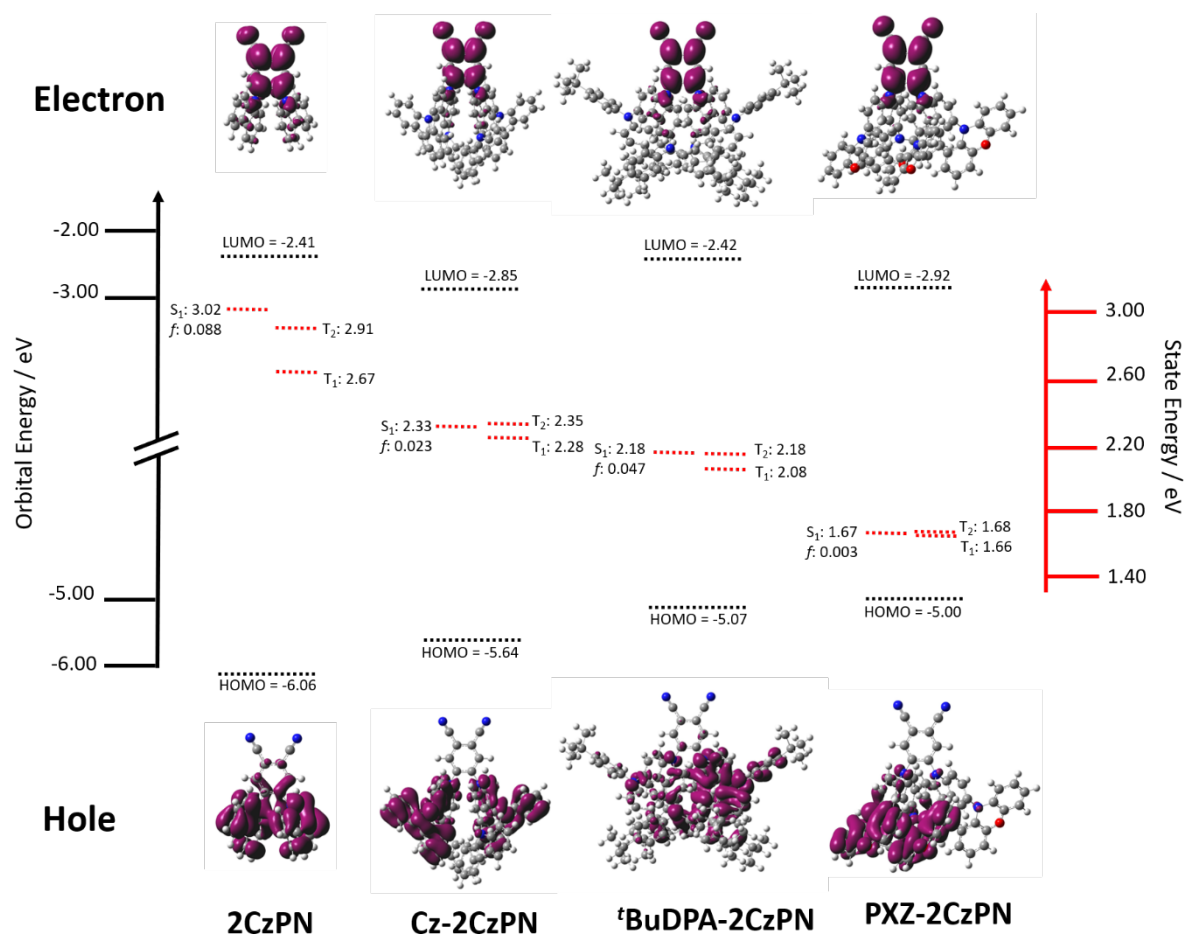 Electron
-2.00
-3.00
-5.00
-6.00
Orbital Energy / eV
LUMO = -2.41
S₁: 3.02
f: 0.088
T₂: 2.91
T₁: 2.67
HOMO = -6.06
LUMO = -2.85
S₁: 2.33
f: 0.023
T₂: 2.35
T₁: 2.28
HOMO = -5.64
LUMO = -2.42
S₁: 2.18
f: 0.047
T₂: 2.18
T₁: 2.08
HOMO = -5.07
LUMO = -2.92
S₁: 1.67
f: 0.003
T₂: 1.68
T₁: 1.66
HOMO = -5.00
3.00
2.60
2.20
1.80
1.40
State Energy / eV
Hole
2CzPN
Cz-2CzPN
ᵗBuDPA-2CzPN
PXZ-2CzPN